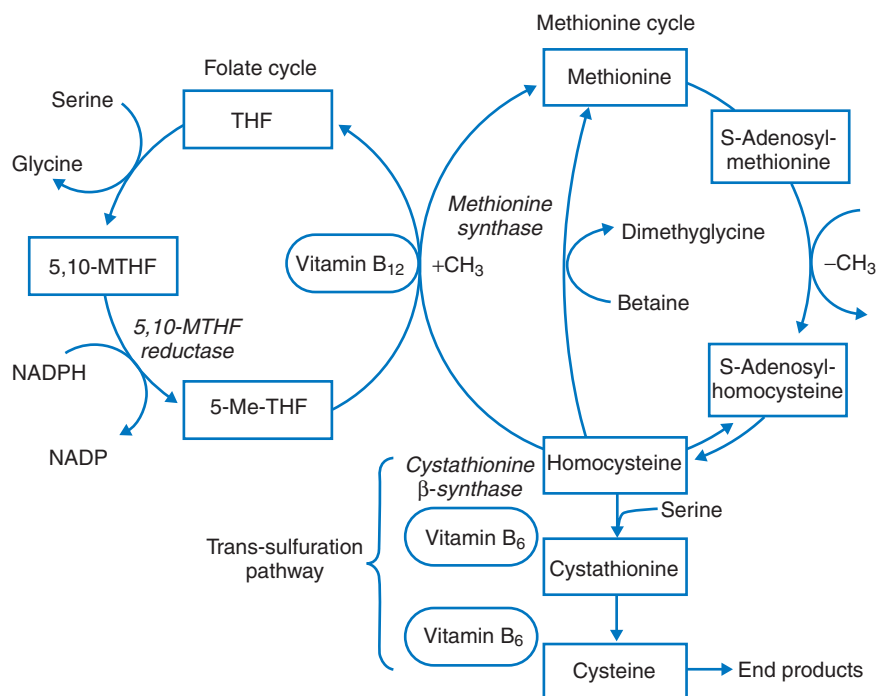 Methionine cycle
Folate cycle
Methionine
Serine
THF
S-Adenosyl-
methionine
Glycine
Methionine
synthase
Dimethyglycine
5,10-MTHF
Vitamin B₁₂
+CH₃
–CH₃
Betaine
5,10-MTHF
reductase
NADPH
S-Adenosyl-
homocysteine
5-Me-THF
NADP
Homocysteine
Cystathionine
β-synthase
Serine
Vitamin B₆
Trans-sulfuration
pathway
Cystathionine
Vitamin B₆
Cysteine
End products